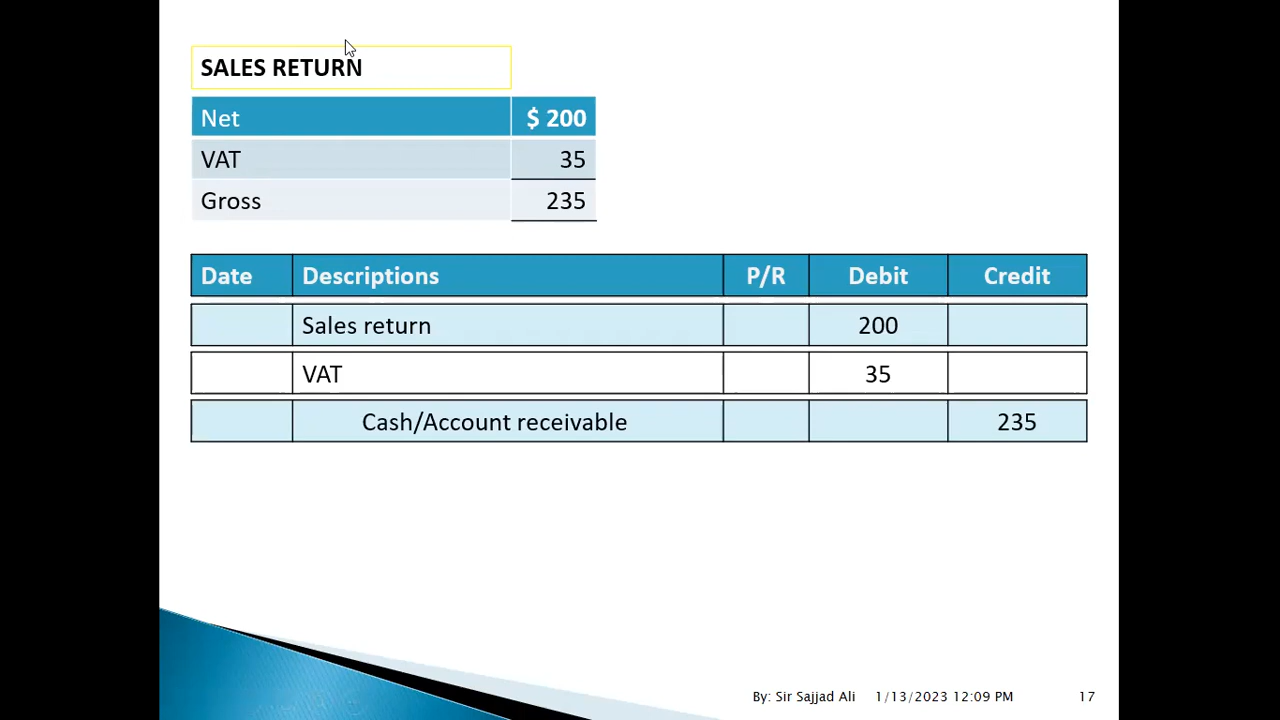 SALES RETURN
Net $ 200
VAT 35
Gross 235
Date Descriptions P/R Debit Credit
Sales return 200
VAT 35
Cash/Account receivable 235
By: Sir Sajjad Ali 1/13/2023 12:09 PM 17